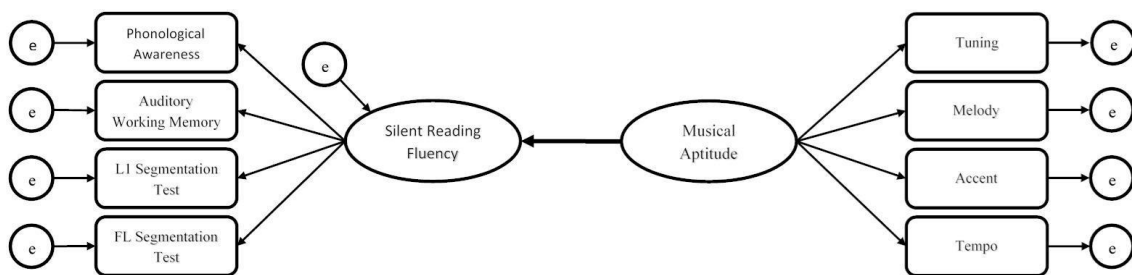 e
Phonological
Awareness
e
Auditory
Working Memory
e
L1 Segmentation
Test
e
FL Segmentation
Test
e
Silent Reading
Fluency
Musical
Aptitude
Tuning
e
Melody
e
Accent
e
Tempo
e